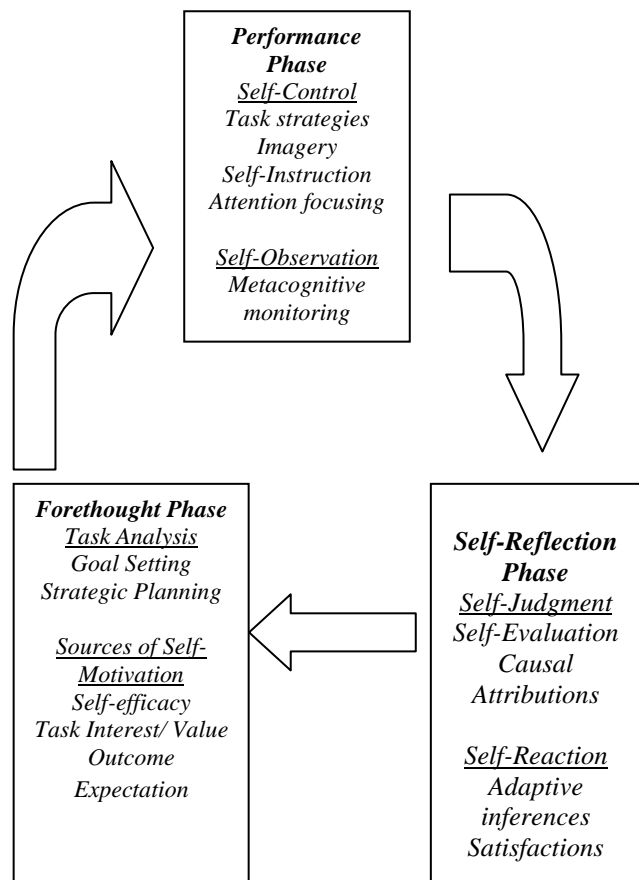 Performance
Phase
Self-Control
Task strategies
Imagery
Self-Instruction
Attention focusing
Self-Observation
Metacognitive
monitoring
Forethought Phase
Task Analysis
Goal Setting
Strategic Planning
Sources of Self-
Motivation
Self-efficacy
Task Interest/ Value
Outcome
Expectation
Self-Reflection
Phase
Self-Judgment
Self-Evaluation
Causal
Attributions
Self-Reaction
Adaptive
inferences
Satisfactions